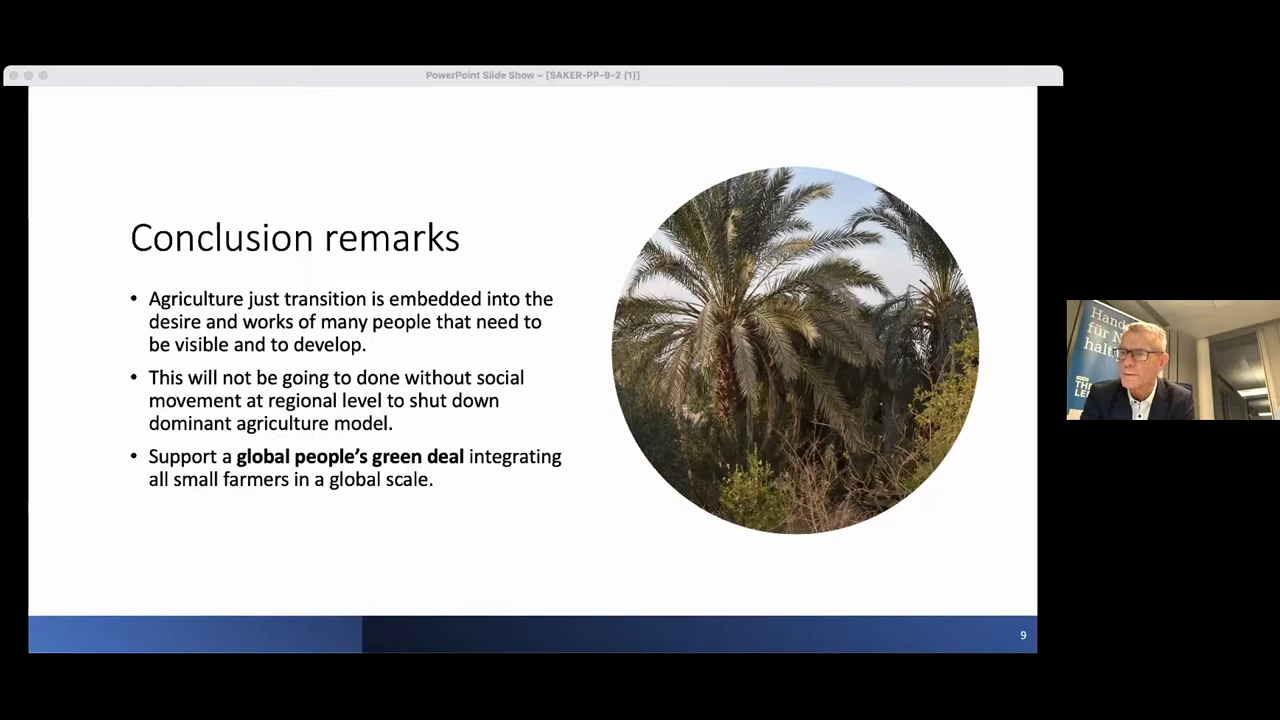 PowerPoint Slide Show – [SAKER-PP-9-2 (1)]
Conclusion remarks
• Agriculture just transition is embedded into the
desire and works of many people that need to
be visible and to develop.
• This will not be going to done without social
movement at regional level to shut down
dominant agriculture model.
• Support a global people’s green deal integrating
all small farmers in a global scale.
9
für